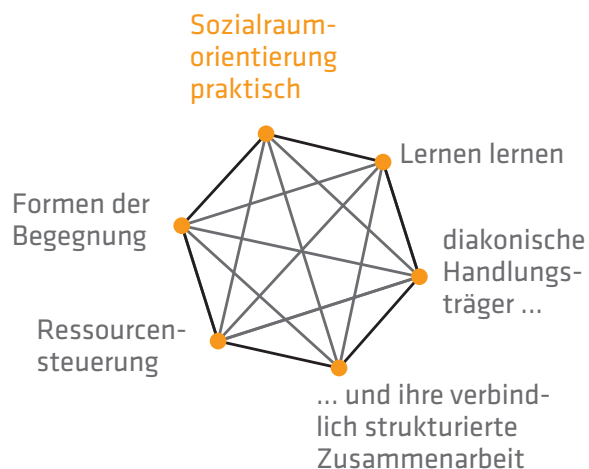 Sozialraum-
orientierung
praktisch
Lernen lernen
Formen der
Begegnung
diakonische
Handlungs-
träger ...
Ressourcen-
steuerung
... und ihre verbind-
lich strukturierte
Zusammenarbeit